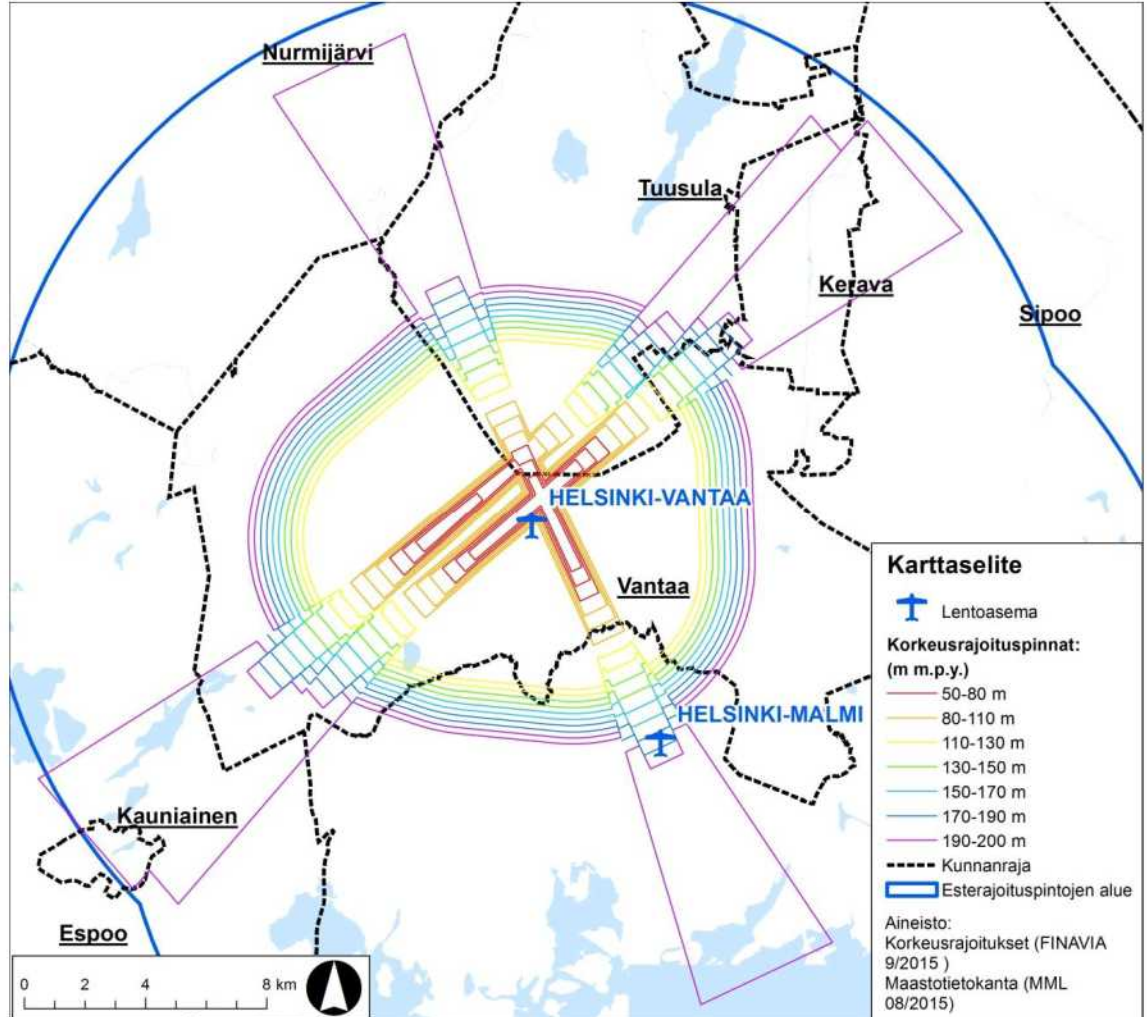 Nurmijärvi
Tuusula
Kerava
Sipoo
HELSINKI-VANTAA
Vantaa
HELSINKI-MALMI
Kauniainen
Espoo
0 2 4 8 km
Karttaselite
Lentoasema
Korkeusrajoituspinnat:
(m m.p.y.)
50-80 m
80-110 m
110-130 m
130-150 m
150-170 m
170-190 m
190-200 m
Kunnanraja
Esterajoituspintojen alue
Aineisto:
Korkeusrajoitukset (FINAVIA
9/2015 )
Maastotietokanta (MML
08/2015)